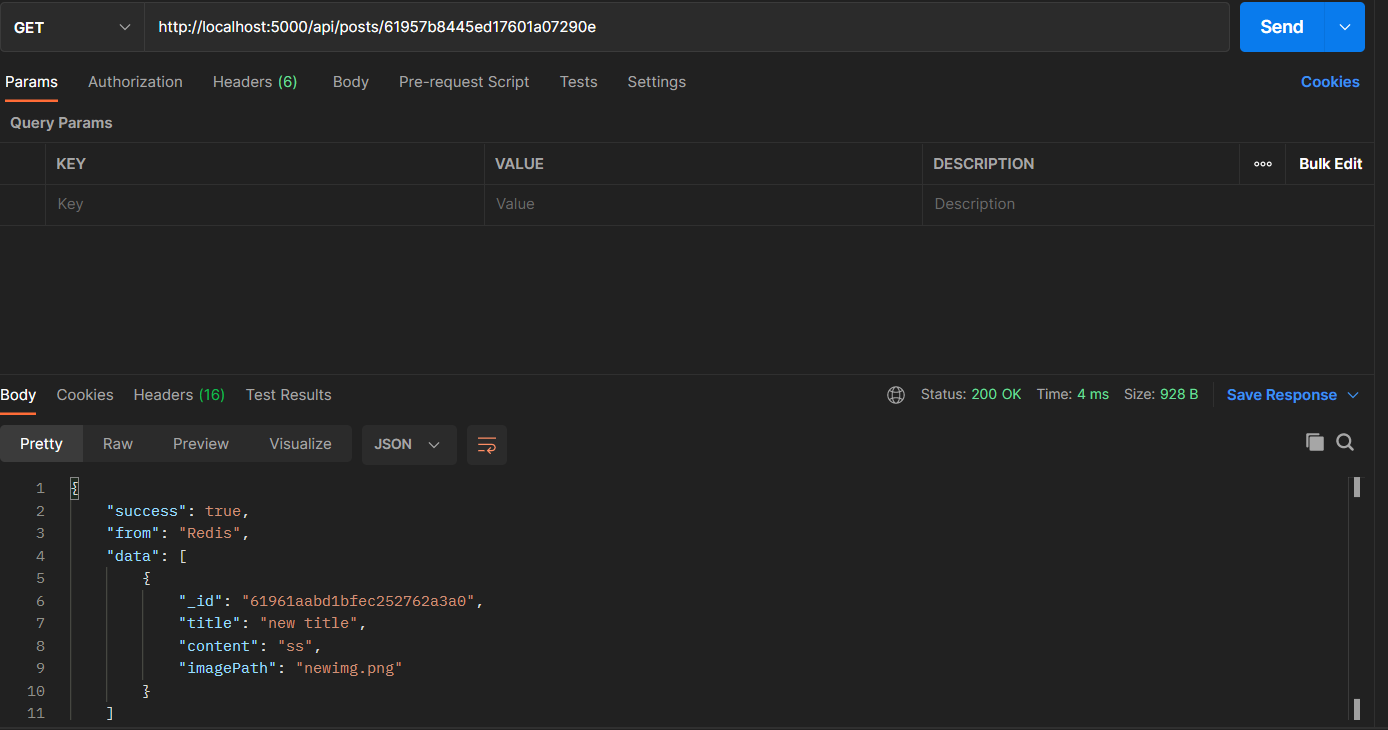 GET http://localhost:5000/api/posts/61957b8445ed17601a07290e Send
Params Authorization Headers (6) Body Pre-request Script Tests Settings Cookies
Query Params
KEY VALUE DESCRIPTION ooo Bulk Edit
Key Value Description
Body Cookies Headers (16) Test Results Status: 200 OK Time: 4 ms Size: 928 B Save Response
Pretty Raw Preview Visualize JSON
1 {
2 "success": true,
3 "from": "Redis",
4 "data": [
5 {
6 "_id": "61961aabd1bfec252762a3a0",
7 "title": "new title",
8 "content": "ss",
9 "imagePath": "newimg.png"
10 }
11 ]